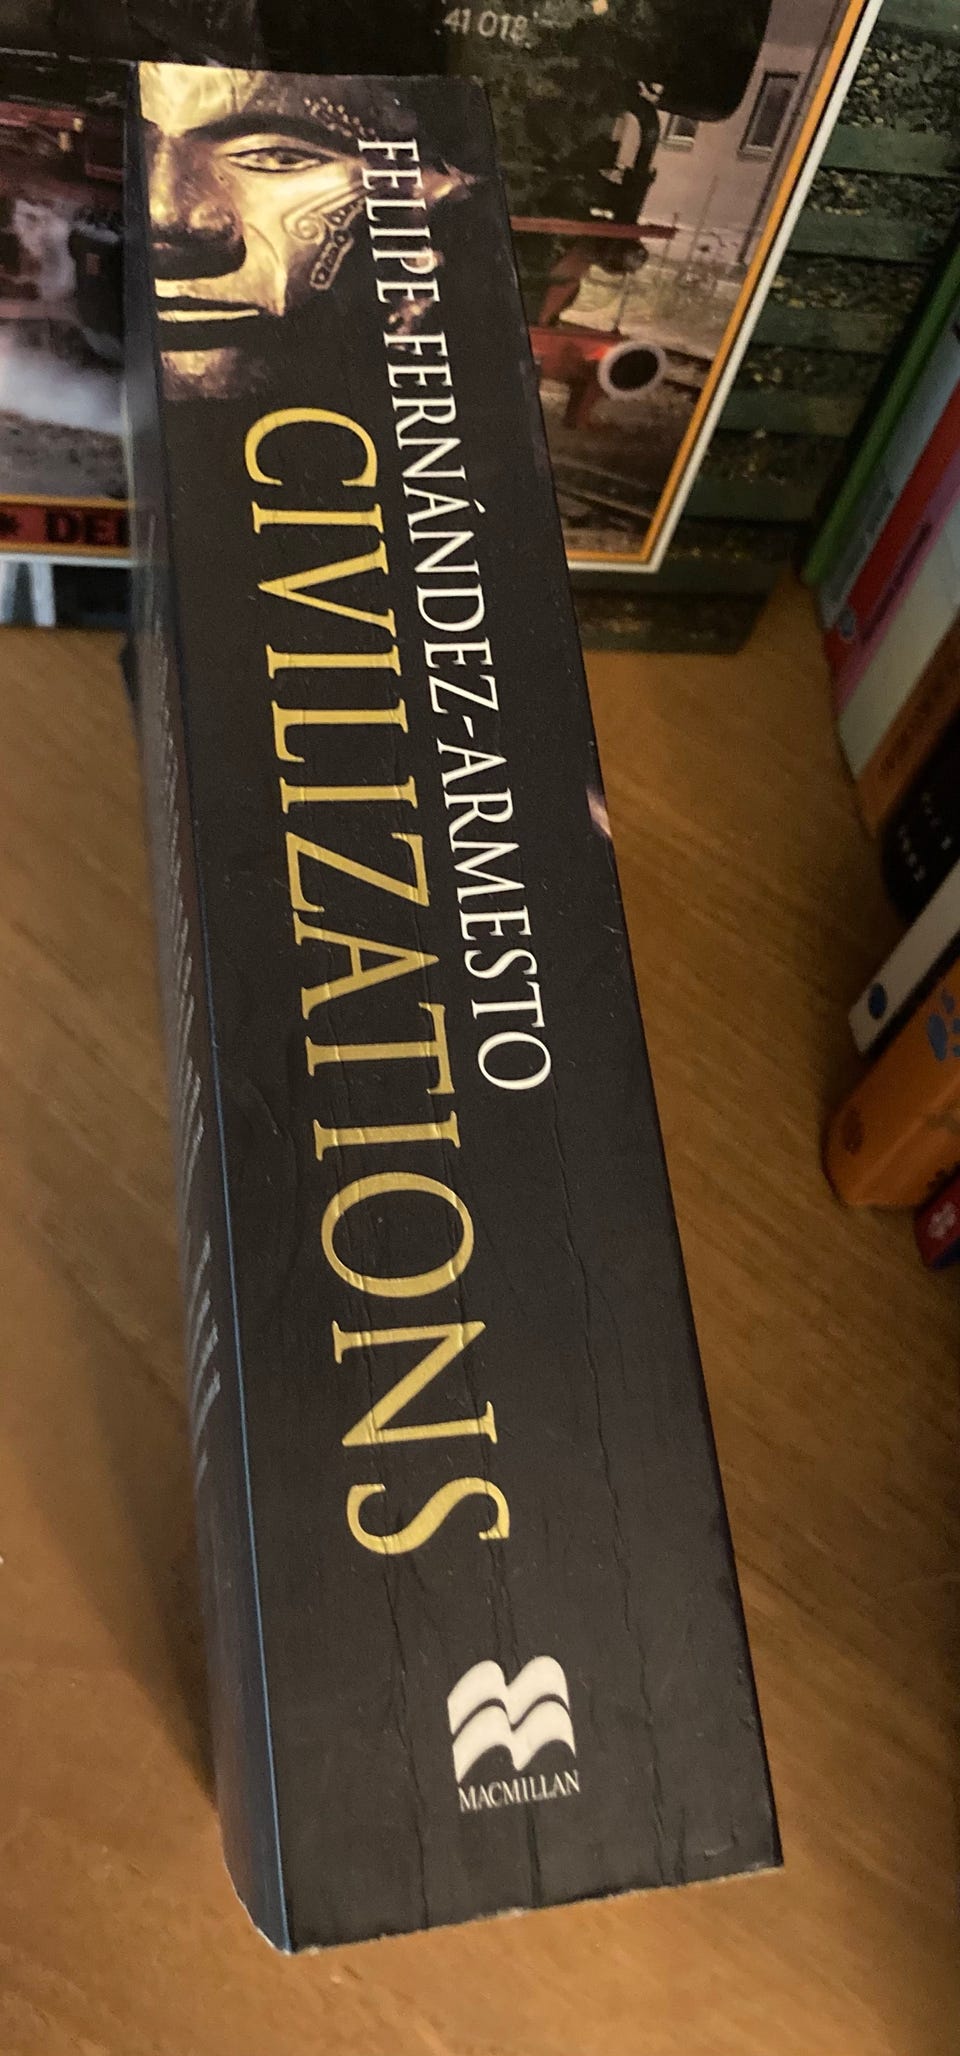 41 018
FELIPE FERNÁNDEZ-ARMESTO
CIVILIZATIONS
MACMILLAN